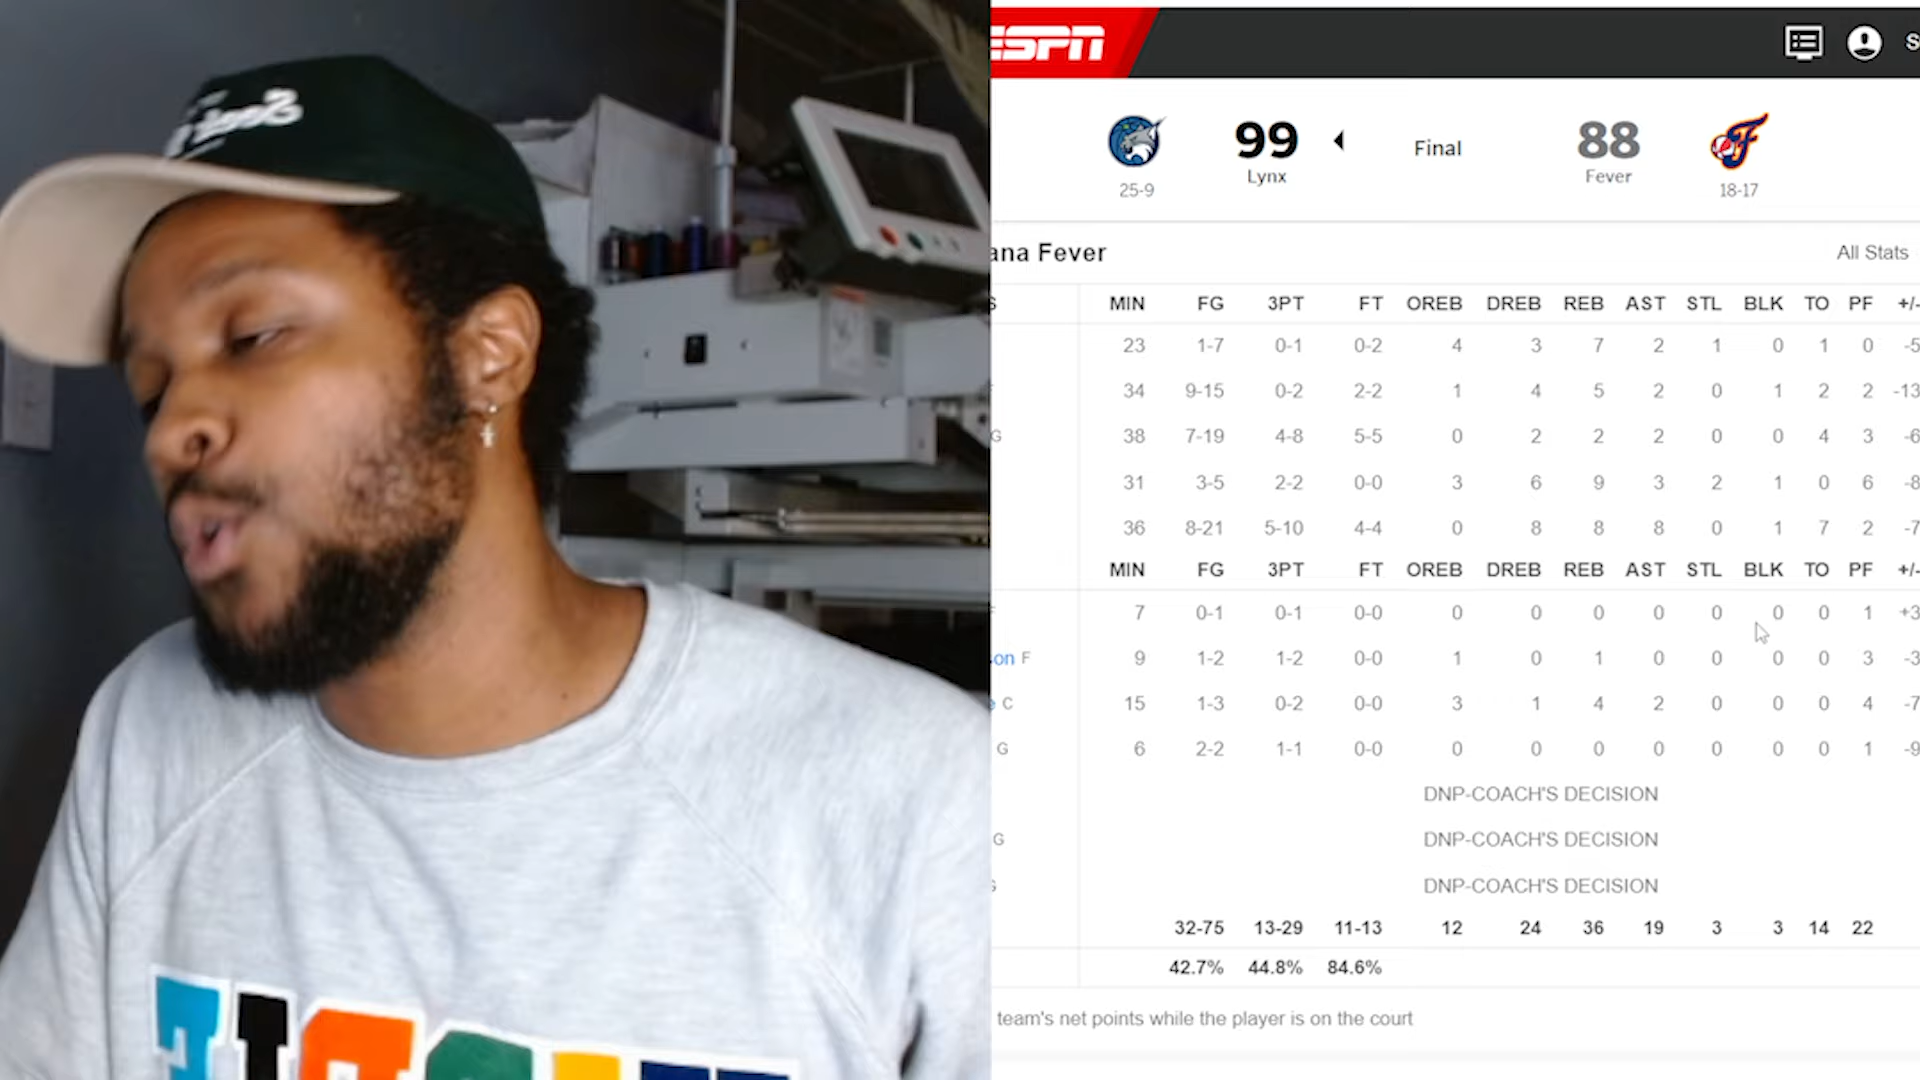 ESPN
S
99
Final
88
Lynx
Fever
25-9
18-17
ana Fever
All Stats
S MIN FG 3PT FT OREB DREB REB AST STL BLK TO PF +/-
23 1-7 0-1 0-2 4 3 7 2 1 0 1 0 -5
34 9-15 0-2 2-2 1 4 5 2 0 1 2 2 -13
G 38 7-19 4-8 5-5 0 2 2 2 0 0 4 3 -6
31 3-5 2-2 0-0 3 6 9 3 2 1 0 6 -8
36 8-21 5-10 4-4 0 8 8 8 0 1 7 2 -7
MIN FG 3PT FT OREB DREB REB AST STL BLK TO PF +/-
F 7 0-1 0-1 0-0 0 0 0 0 0 0 0 1 +3
on F 9 1-2 1-2 0-0 1 0 1 0 0 0 0 3 -3
e C 15 1-3 0-2 0-0 3 1 4 2 0 0 0 4 -7
G 6 2-2 1-1 0-0 0 0 0 0 0 0 0 1 -9
DNP-COACH'S DECISION
G DNP-COACH'S DECISION
S DNP-COACH'S DECISION
32-75 13-29 11-13 12 24 36 19 3 3 14 22
42.7% 44.8% 84.6%
team's net points while the player is on the court